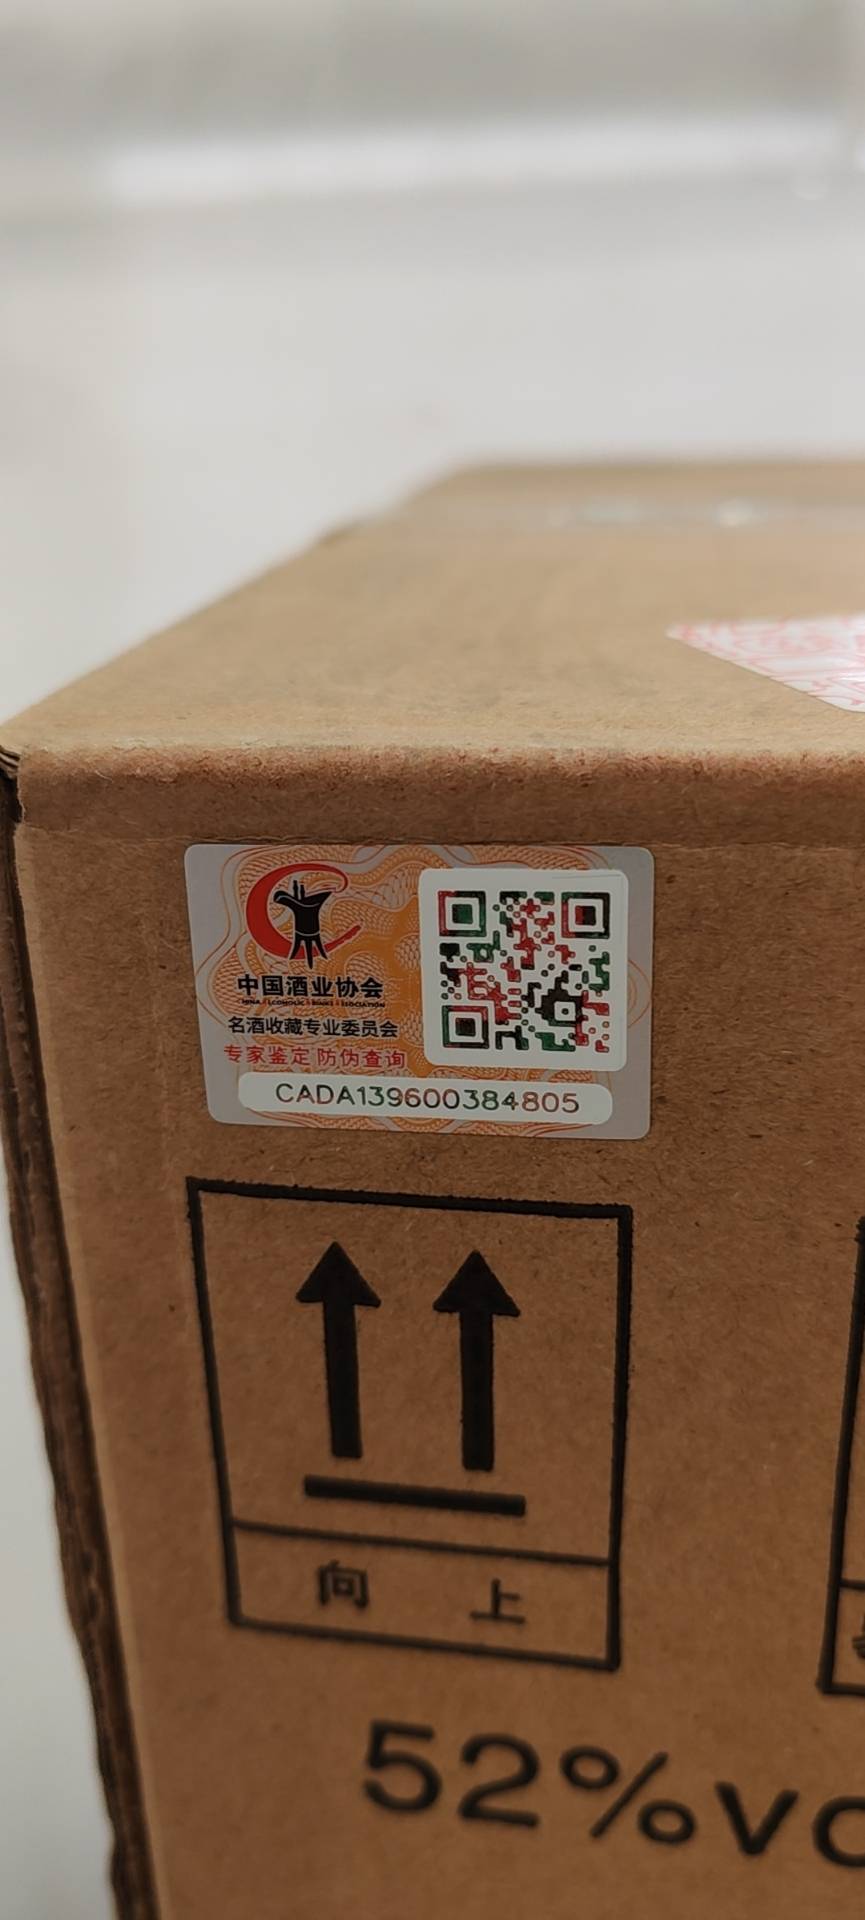 中国酒业协会
名酒收藏专业委员会
专家鉴定 防伪查询
CADA139600384805
向上
52%vo